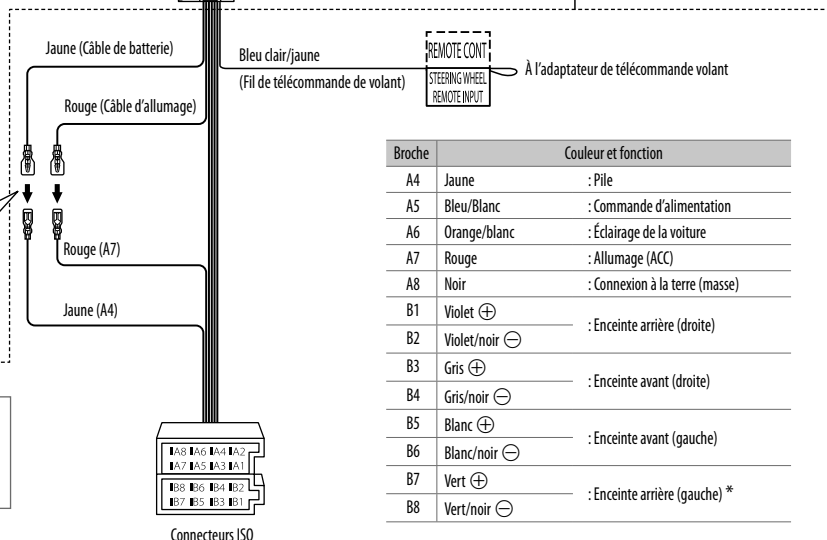 Jaune (Câble de batterie)
Rouge (Câble d'allumage)
Bleu clair/jaune
(Fil de télécommande de volant)
REMOTE CONT
STEERING WHEEL
REMOTE INPUT
À l'adaptateur de télécommande volant
Rouge (A7)
Jaune (A4)
A8 A6 A4 A2
A7 A5 A3 A1
B8 B6 B4 B2
B7 B5 B3 B1
Connecteurs ISO
Broche Couleur et fonction
A4 Jaune : Pile
A5 Bleu/Blanc : Commande d'alimentation
A6 Orange/blanc : Éclairage de la voiture
A7 Rouge : Allumage (ACC)
A8 Noir : Connexion à la terre (masse)
B1 Violet ⊕ : Enceinte arrière (droite)
B2 Violet/noir ⊖
B3 Gris ⊕ : Enceinte avant (droite)
B4 Gris/noir ⊖
B5 Blanc ⊕ : Enceinte avant (gauche)
B6 Blanc/noir ⊖
B7 Vert ⊕ : Enceinte arrière (gauche) *
B8 Vert/noir ⊖